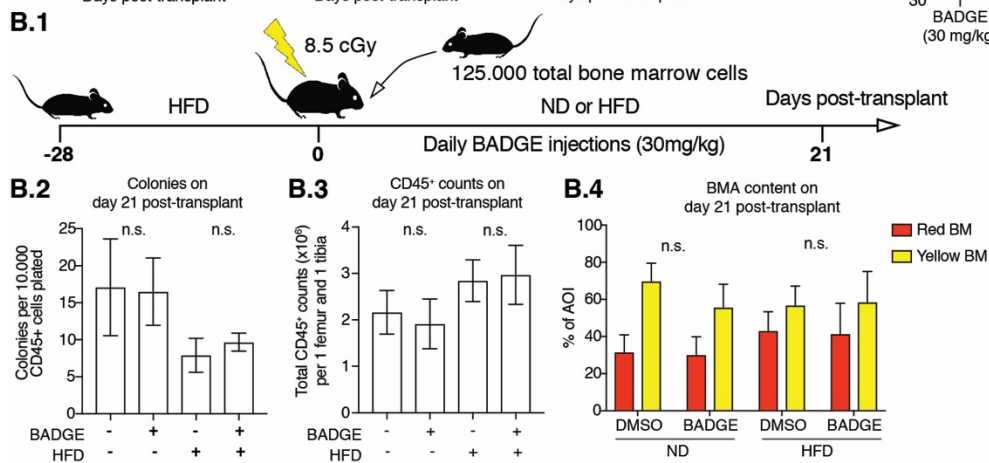 30
BADGE
(30 mg/kg)
B.1
8.5 cGy
125.000 total bone marrow cells
HFD
ND or HFD
Days post-transplant
-28
0
Daily BADGE injections (30mg/kg)
21
B.2
Colonies on
day 21 post-transplant
n.s.
n.s.
Colonies per 10.000
CD45+ cells plated
25
20
15
10
5
0
BADGE - + - +
HFD - - + +
B.3
CD45⁺ counts on
day 21 post-transplant
n.s.
n.s.
Total CD45⁺ counts (x10⁶)
per 1 femur and 1 tibia
4
3
2
1
0
BADGE - + - +
HFD - - + +
B.4
BMA content on
day 21 post-transplant
n.s.
n.s.
Red BM
Yellow BM
% of AOI
100
80
60
40
20
0
DMSO BADGE DMSO BADGE
ND HFD